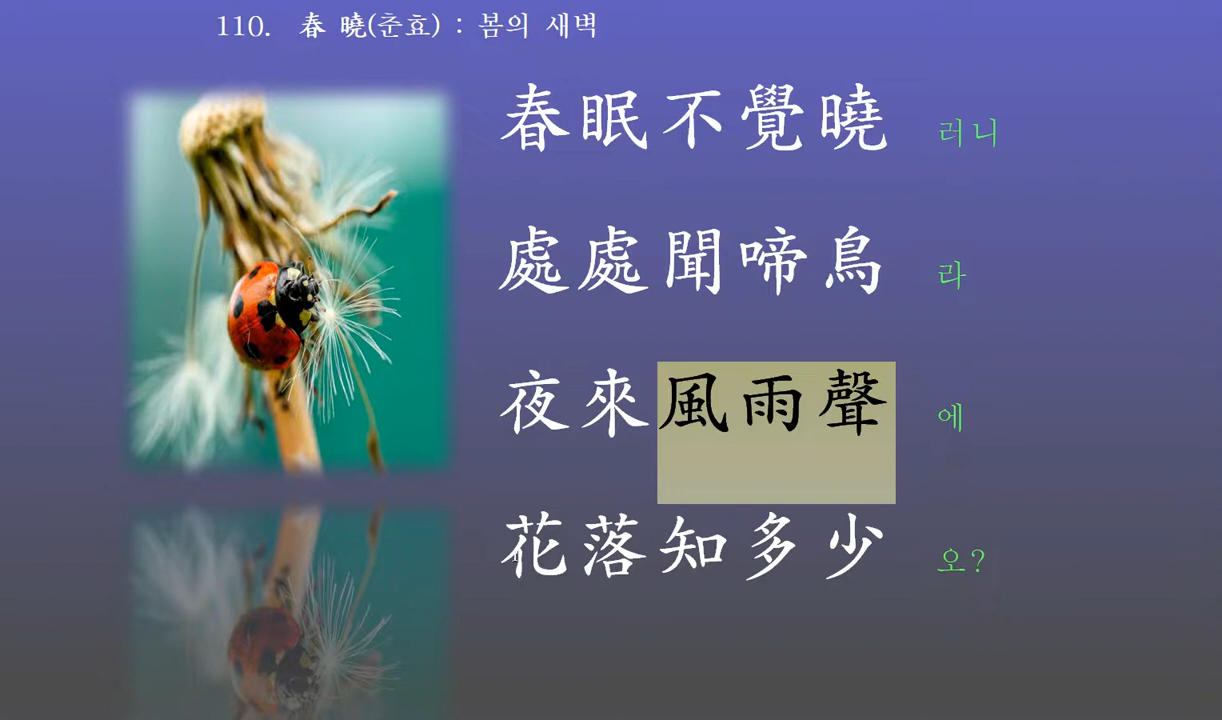 110. 春 曉(춘효) : 봄의 새벽
春眠不覺曉 러니
處處聞啼鳥 라
夜來風雨聲 에
花落知多少 오?